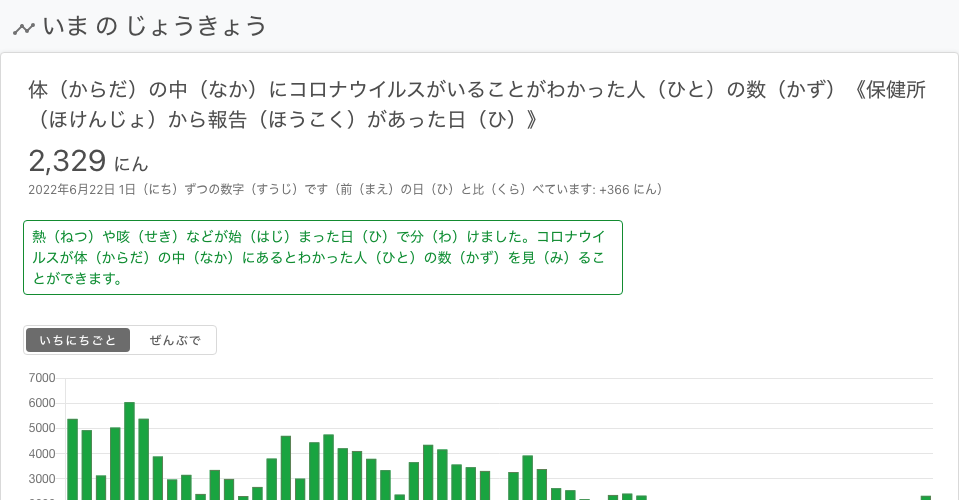 いま の じょうきょう
体（からだ）の中（なか）にコロナウイルスがいることがわかった人（ひと）の数（かず）《保健所
（ほけんじょ）から報告（ほうこく）があった日（ひ）》
2,329 にん
2022年6月22日 1日（にち）ずつの数字（すうじ）です（前（まえ）の日（ひ）と比（くら）べています: +366 にん）
熱（ねつ）や咳（せき）などが始（はじ）まった日（ひ）で分（わ）けました。コロナウイ
ルスが体（からだ）の中（なか）にあるとわかった人（ひと）の数（かず）を見（み）るこ
とができます。
いちにちごと ぜんぶで
7000
6000
5000
4000
3000